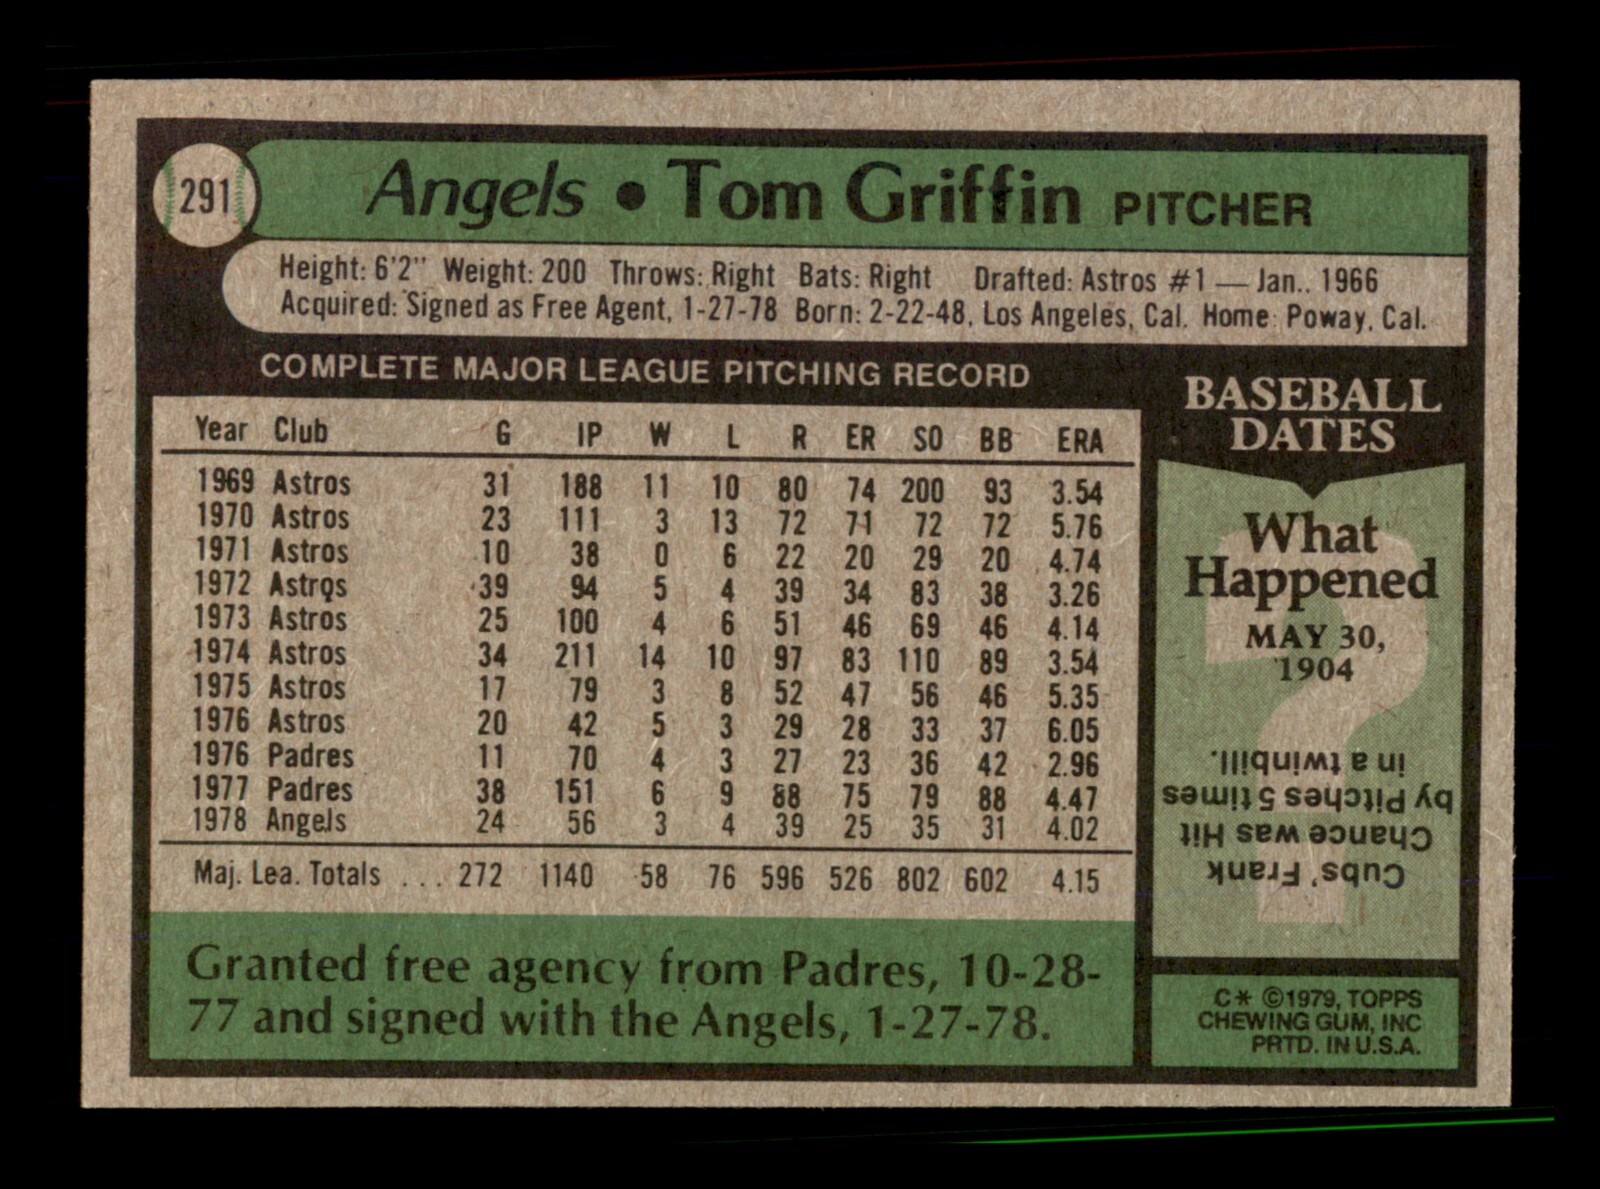 291
Angels • Tom Griffin PITCHER
Height: 6'2" Weight: 200 Throws: Right Bats: Right Drafted: Astros #1 — Jan.. 1966
Acquired: Signed as Free Agent, 1-27-78 Born: 2-22-48, Los Angeles, Cal. Home: Poway, Cal.
COMPLETE MAJOR LEAGUE PITCHING RECORD
Year Club G IP W L R ER SO BB ERA
1969 Astros 31 188 11 10 80 74 200 93 3.54
1970 Astros 23 111 3 13 72 71 72 72 5.76
1971 Astros 10 38 0 6 22 20 29 20 4.74
1972 Astros 39 94 5 4 39 34 83 38 3.26
1973 Astros 25 100 4 6 51 46 69 46 4.14
1974 Astros 34 211 14 10 97 83 110 89 3.54
1975 Astros 17 79 3 8 52 47 56 46 5.35
1976 Astros 20 42 5 3 29 28 33 37 6.05
1976 Padres 11 70 4 3 27 23 36 42 2.96
1977 Padres 38 151 6 9 88 75 79 88 4.47
1978 Angels 24 56 3 4 39 25 35 31 4.02
Maj. Lea. Totals ... 272 1140 58 76 596 526 802 602 4.15
Granted free agency from Padres, 10-28-
77 and signed with the Angels, 1-27-78.
BASEBALL
DATES
What
Happened
MAY 30,
1904
Cubs' Frank
Chance was Hit
by Pitches 5 times
in a twinbill.
C* ©1979, TOPPS
CHEWING GUM, INC
PRTD. IN U.S.A.